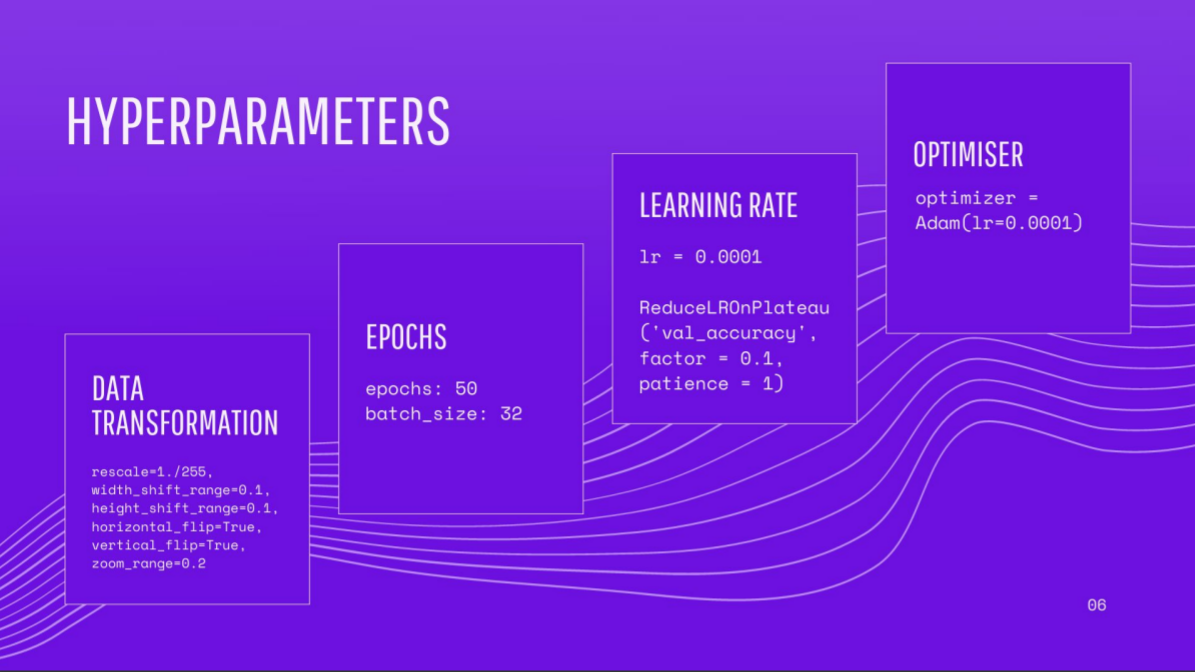 HYPERPARAMETERS
DATA
TRANSFORMATION
rescale=1./255,
width_shift_range=0.1,
height_shift_range=0.1,
horizontal_flip=True,
vertical_flip=True,
zoom_range=0.2
EPOCHS
epochs: 50
batch_size: 32
LEARNING RATE
lr = 0.0001
ReduceLROnPlateau
('val_accuracy',
factor = 0.1,
patience = 1)
OPTIMISER
optimizer =
Adam(lr=0.0001)
06